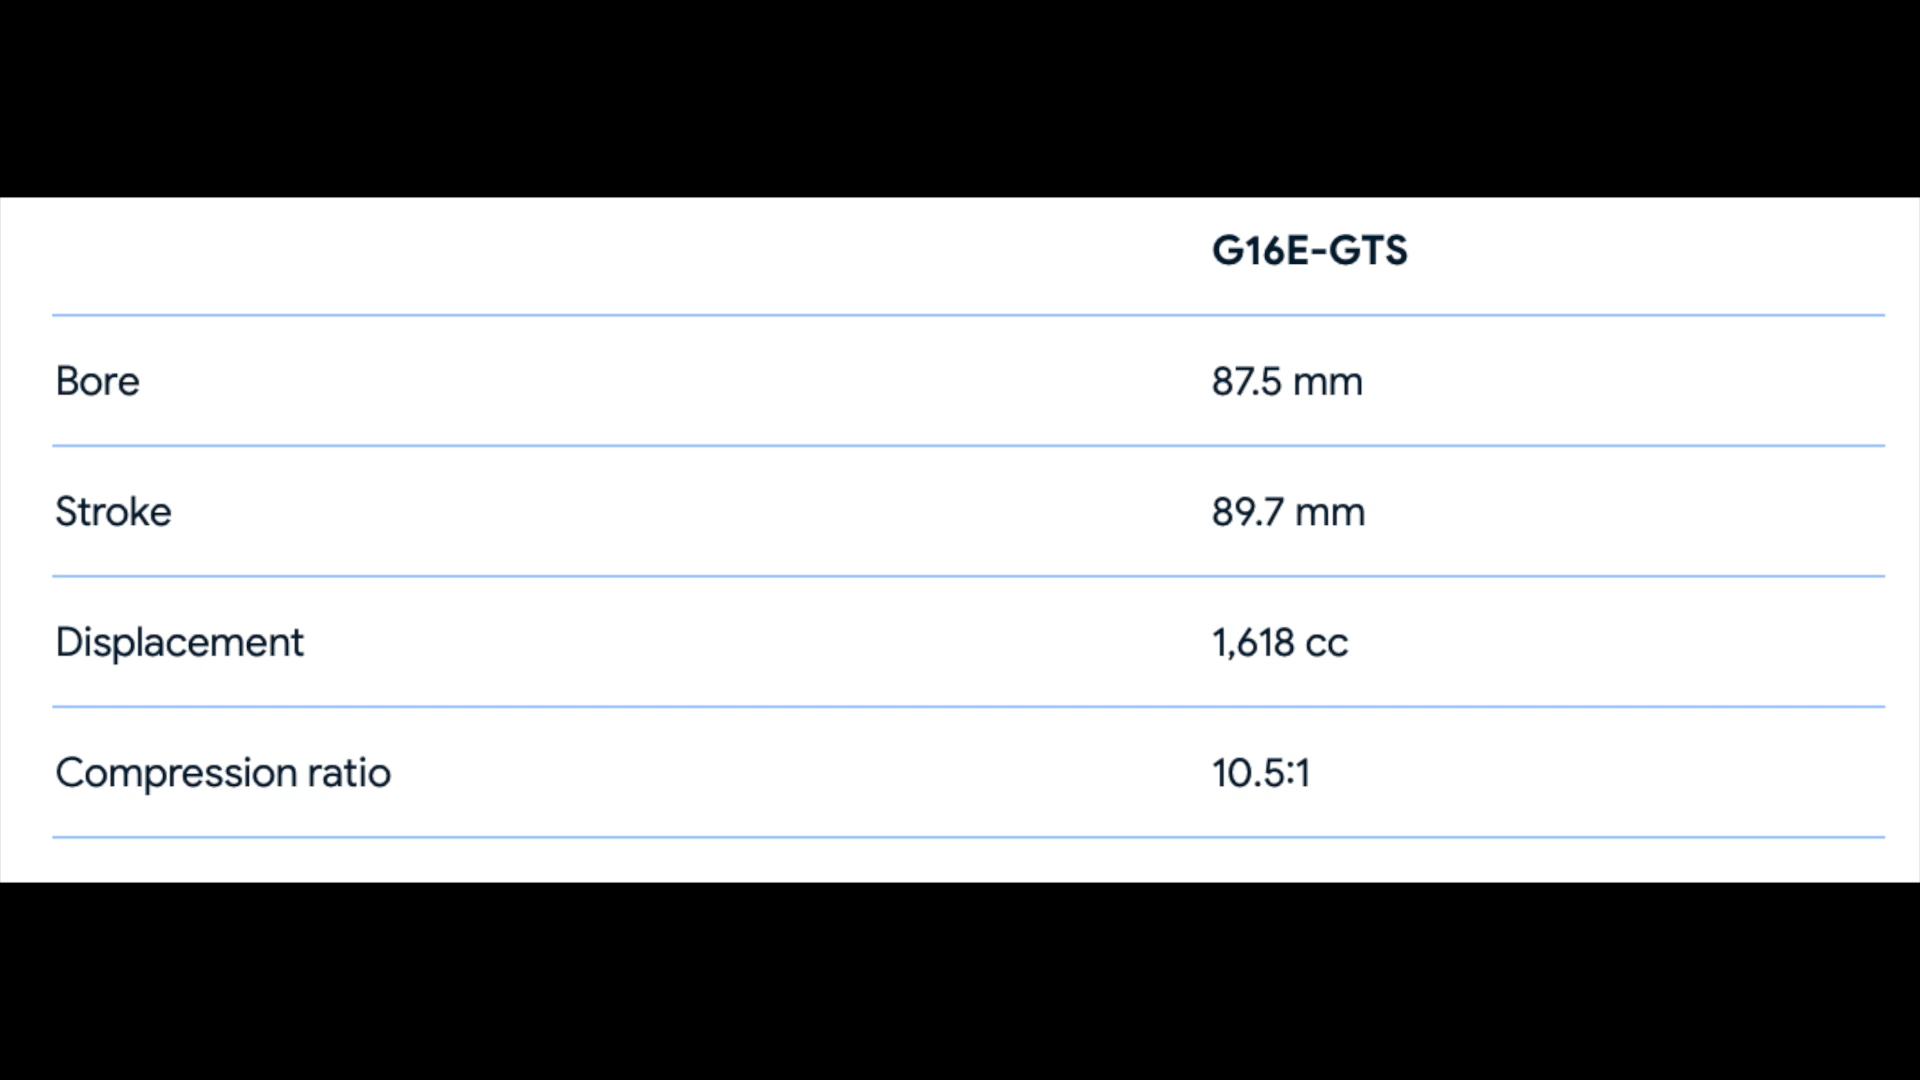 G16E-GTS
Bore 87.5 mm
Stroke 89.7 mm
Displacement 1,618 cc
Compression ratio 10.5:1